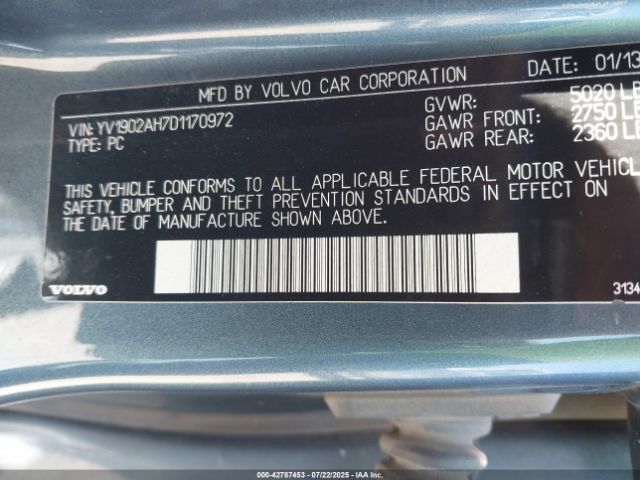 MFD BY VOLVO CAR CORPORATION DATE: 01/13
VIN: YV1902AH7D1170972
TYPE: PC
GVWR: 5020 LB
GAWR FRONT: 2750 LB
GAWR REAR: 2360 LB
THIS VEHICLE CONFORMS TO ALL APPLICABLE FEDERAL MOTOR VEHICL
SAFETY, BUMPER AND THEFT PREVENTION STANDARDS IN EFFECT ON
THE DATE OF MANUFACTURE SHOWN ABOVE.
VOLVO
3134
000-42787453 - 07/22/2025 - IAA Inc.